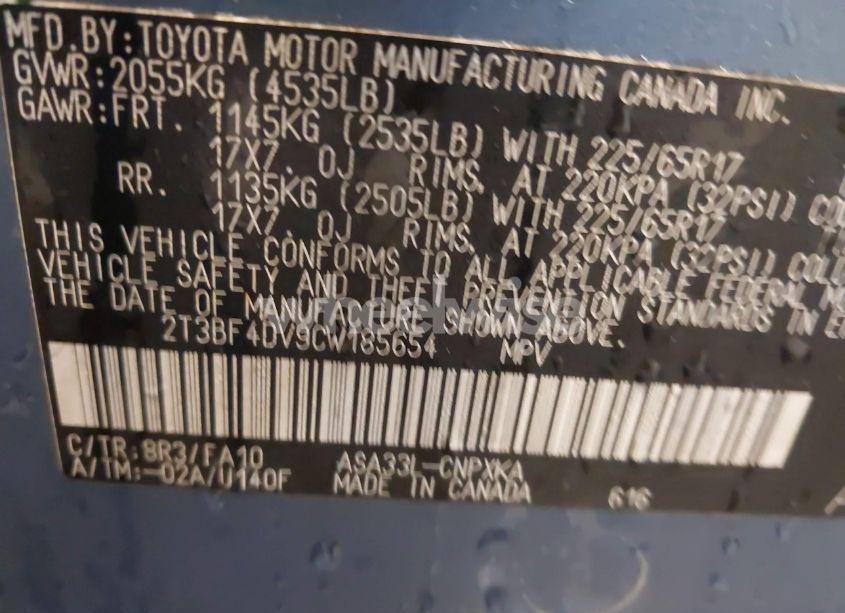 MFD.BY:TOYOTA MOTOR MANUFACTURING CANADA INC.
GVWR:2055KG (4535LB)
GAWR:FRT. 1145KG (2535LB) WITH 225/65R17
17X7.0J RIMS. AT 220KPA (32PSI) COL
RR. 1135KG (2505LB) WITH 225/65R17
17X7.0J RIMS. AT 220KPA (32PSI) COLD
THIS VEHICLE CONFORMS TO ALL APPLICABLE FEDERAL M
VEHICLE SAFETY AND THEFT PREVENTION STANDARDS IN E
THE DATE OF MANUFACTURE SHOWN ABOVE.
2T3BF4DV9CW185654 MPV
C/TR:8R3/FA10 ASA33L-CNPXKA
A/TM:-02A/U140F MADE IN CANADA 616